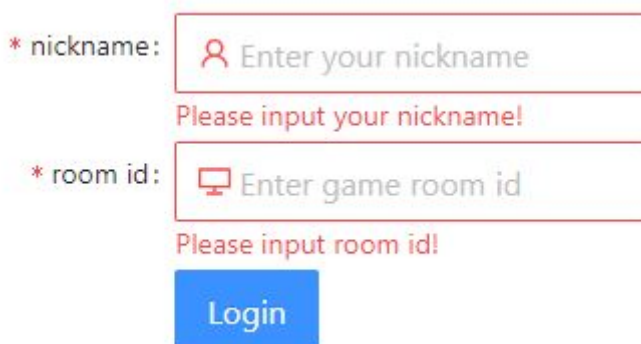 * nickname:
Enter your nickname
Please input your nickname!
* room id:
Enter game room id
Please input room id!
Login